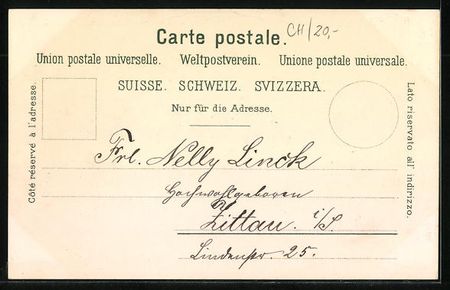 CH/20,-
Carte postale.
Union postale universelle. Weltpostverein. Unione postale universale.
SUISSE. SCHWEIZ. SVIZZERA.
Nur für die Adresse.
Côté réservé à l'adresse.
Lato riservato all' indirizzo.
Frl. Nelly Linck
Hochwohlgeboren
Zittau. i/S.
Lindenstr. 25.